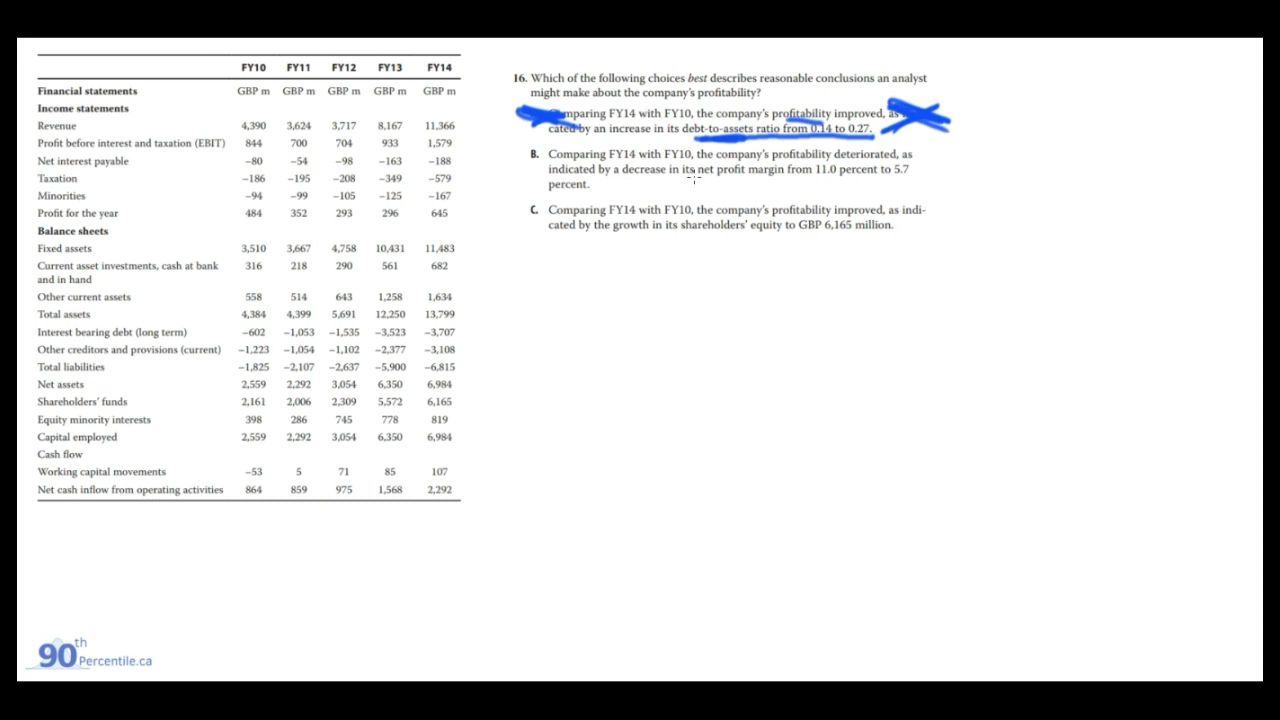 FY10 FY11 FY12 FY13 FY14
Financial statements GBP m GBP m GBP m GBP m GBP m
Income statements
Revenue 4,390 3,624 3,717 8,167 11,366
Profit before interest and taxation (EBIT) 844 700 704 933 1,579
Net interest payable −80 −54 −98 −163 −188
Taxation −186 −195 −208 −349 −579
Minorities −94 −99 −105 −125 −167
Profit for the year 484 352 293 296 645
Balance sheets
Fixed assets 3,510 3,667 4,758 10,431 11,483
Current asset investments, cash at bank 316 218 290 561 682
and in hand
Other current assets 558 514 643 1,258 1,634
Total assets 4,384 4,399 5,691 12,250 13,799
Interest bearing debt (long term) −602 −1,053 −1,535 −3,523 −3,707
Other creditors and provisions (current) −1,223 −1,054 −1,102 −2,377 −3,108
Total liabilities −1,825 −2,107 −2,637 −5,900 −6,815
Net assets 2,559 2,292 3,054 6,350 6,984
Shareholders' funds 2,161 2,006 2,309 5,572 6,165
Equity minority interests 398 286 745 778 819
Capital employed 2,559 2,292 3,054 6,350 6,984
Cash flow
Working capital movements −53 5 71 85 107
Net cash inflow from operating activities 864 859 975 1,568 2,292
16. Which of the following choices best describes reasonable conclusions an analyst
might make about the company's profitability?
FY14 with FY10, the company's profitability improved, as
by an increase in its debt-to-assets ratio from 0.14 to 0.27.
B. Comparing FY14 with FY10, the company's profitability deteriorated, as
indicated by a decrease in its net profit margin from 11.0 percent to 5.7
percent.
C. Comparing FY14 with FY10, the company's profitability improved, as indi-
cated by the growth in its shareholders' equity to GBP 6,165 million.
90th
Percentile.ca